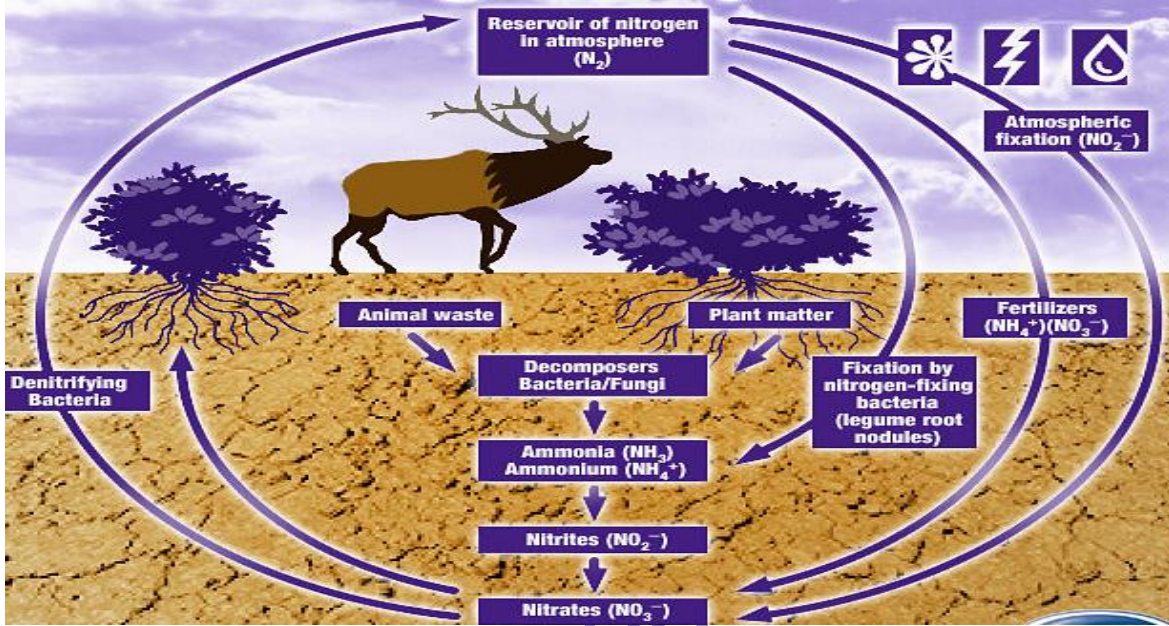 Reservoir of nitrogen
in atmosphere
(N₂)
Atmospheric
fixation (NO₂⁻)
Animal waste
Plant matter
Fertilizers
(NH₄⁺)(NO₃⁻)
Decomposers
Bacteria/Fungi
Fixation by
nitrogen-fixing
bacteria
(legume root
nodules)
Denitrifying
Bacteria
Ammonia (NH₃)
Ammonium (NH₄⁺)
Nitrites (NO₂⁻)
Nitrates (NO₃⁻)